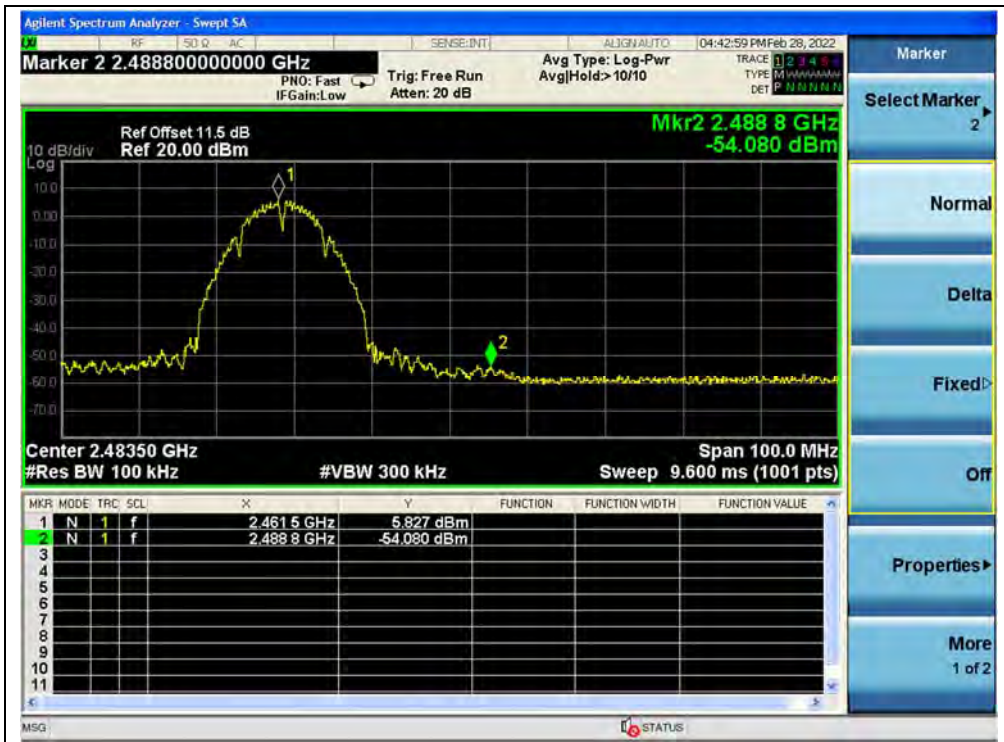 Agilent Spectrum Analyzer - Swept SA
RF 50 Ω AC SENSE:INT ALIGN AUTO 04:42:59 PM Feb 28, 2022
Marker 2 2.488800000000 GHz
PNO: Fast Trig: Free Run Avg Type: Log-Pwr TRACE 1 2 3 4 5 6
IFGain:Low Atten: 20 dB Avg|Hold:>10/10 TYPE M
DET P N N N N N
Mkr2 2.488 8 GHz
-54.080 dBm
Ref Offset 11.5 dB
10 dB/div Ref 20.00 dBm
Log
10.0
0.00
-10.0
-20.0
-30.0
-40.0
-50.0
-60.0
-70.0
1
2
Center 2.48350 GHz Span 100.0 MHz
#Res BW 100 kHz #VBW 300 kHz Sweep 9.600 ms (1001 pts)
MKR MODE TRC SCL X Y FUNCTION FUNCTION WIDTH FUNCTION VALUE
1 N 1 f 2.461 5 GHz 5.827 dBm
2 N 1 f 2.488 8 GHz -54.080 dBm
3
4
5
6
7
8
9
10
11
MSG STATUS
Marker
Select Marker
2
Normal
Delta
Fixed
Off
Properties
More
1 of 2